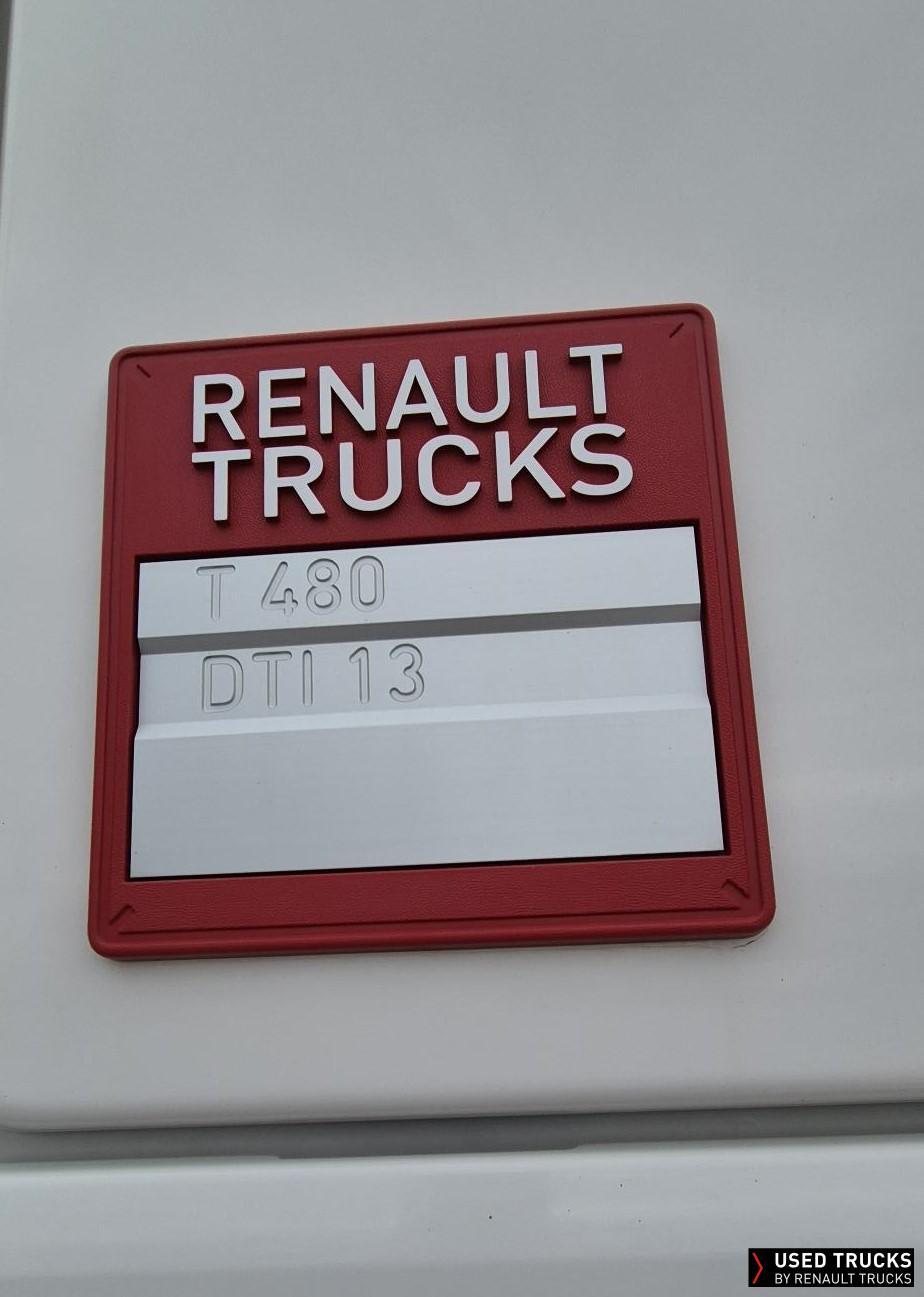 RENAULT
TRUCKS
T 480
DTI 13
USED TRUCKS
BY RENAULT TRUCKS